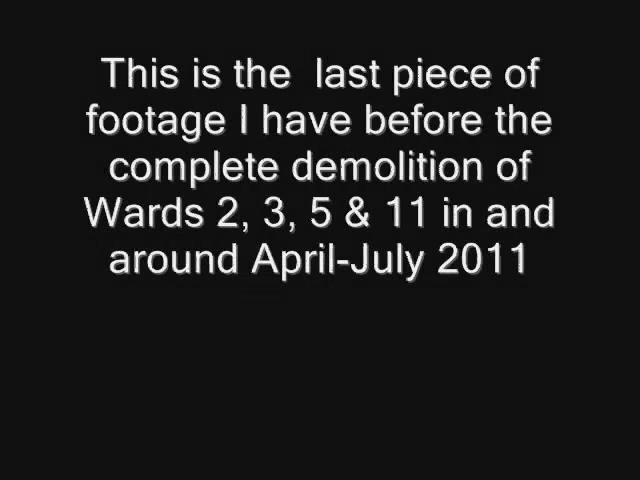 This is the  last piece of
footage I have before the
complete demolition of
Wards 2, 3, 5 & 11 in and
around April-July 2011